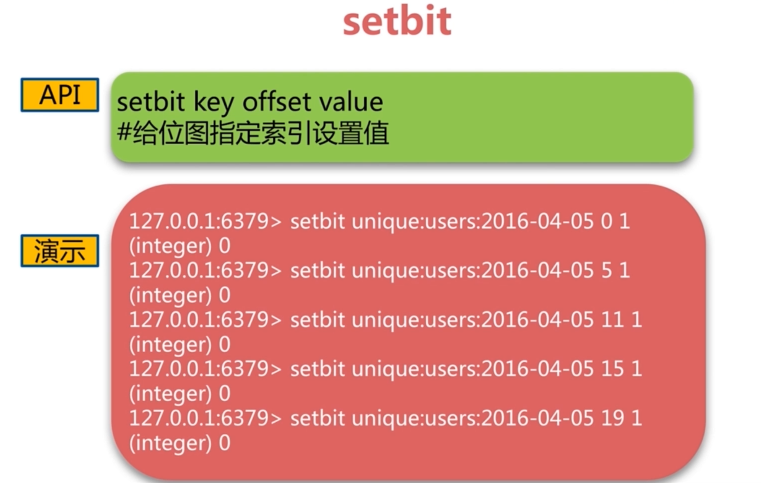 setbit
API
setbit key offset value
#给位图指定索引设置值
演示
127.0.0.1:6379> setbit unique:users:2016-04-05 0 1
(integer) 0
127.0.0.1:6379> setbit unique:users:2016-04-05 5 1
(integer) 0
127.0.0.1:6379> setbit unique:users:2016-04-05 11 1
(integer) 0
127.0.0.1:6379> setbit unique:users:2016-04-05 15 1
(integer) 0
127.0.0.1:6379> setbit unique:users:2016-04-05 19 1
(integer) 0